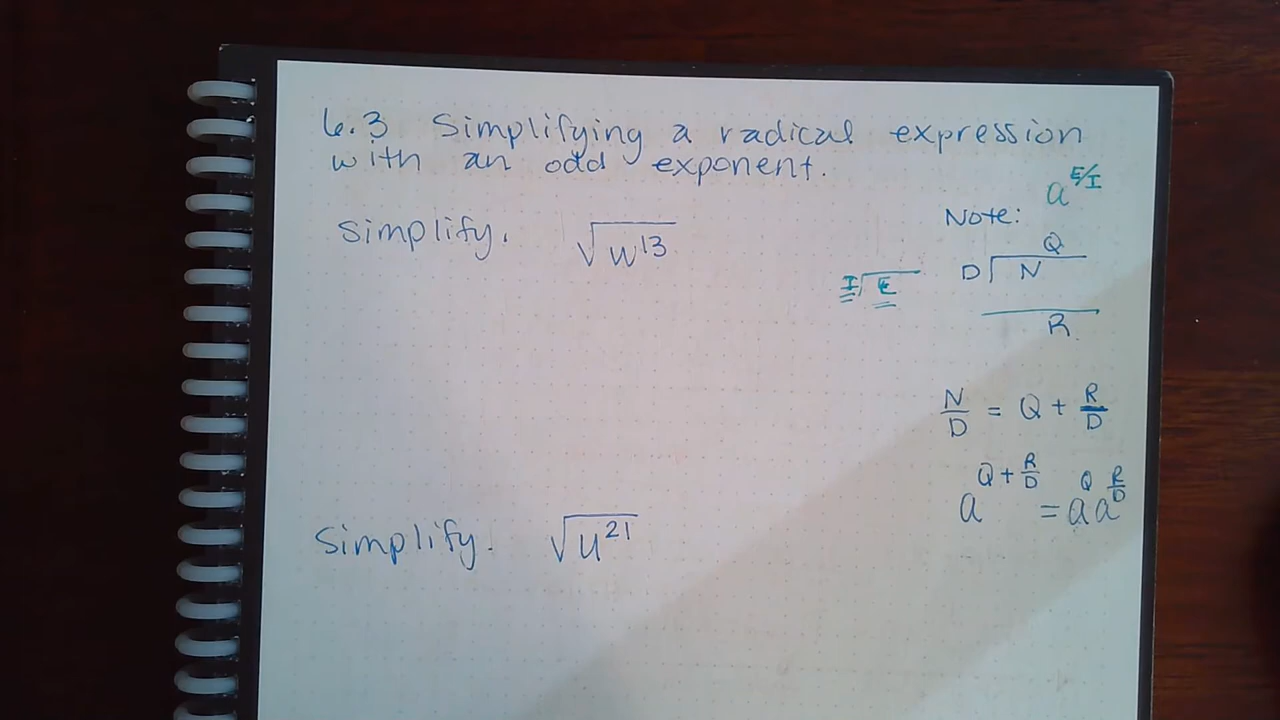 6.3 Simplifying a radical expression
with an odd exponent.
a^{E/I}
Note:
simplify. √w^{13}
Q
D N
I√E
R
N/D = Q + R/D
a^{Q + R/D} = a^Q a^{R/D}
simplify. √u^{21}